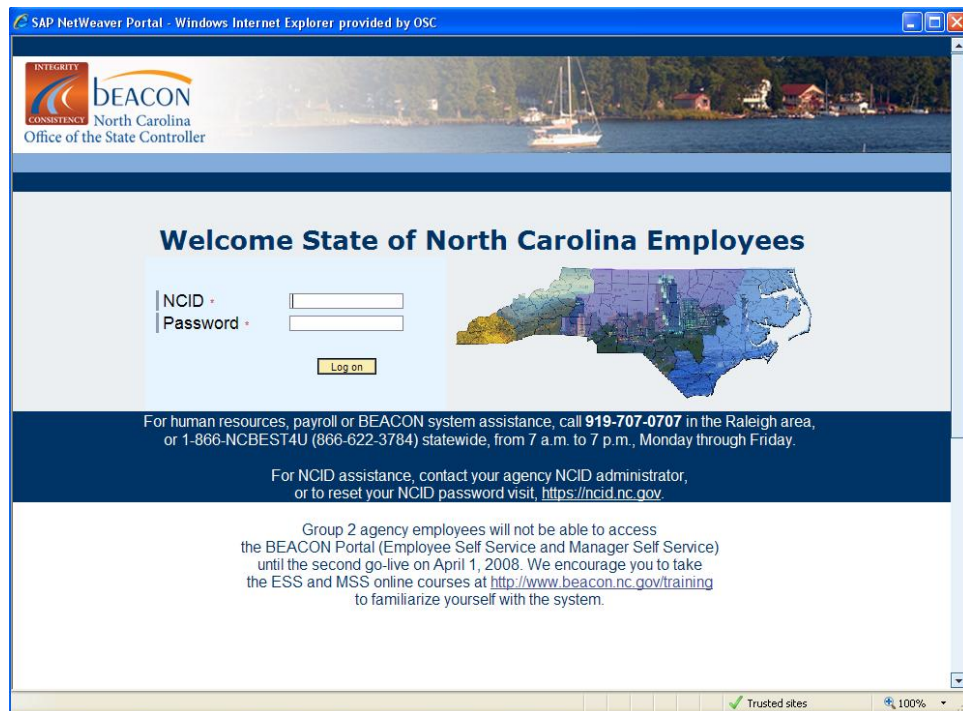 SAP NetWeaver Portal - Windows Internet Explorer provided by OSC
INTEGRITY
BEACON
CONSISTENCY
North Carolina
Office of the State Controller
Welcome State of North Carolina Employees
NCID *
Password *
Log on
For human resources, payroll or BEACON system assistance, call 919-707-0707 in the Raleigh area,
or 1-866-NCBEST4U (866-622-3784) statewide, from 7 a.m. to 7 p.m., Monday through Friday.
For NCID assistance, contact your agency NCID administrator,
or to reset your NCID password visit, https://ncid.nc.gov.
Group 2 agency employees will not be able to access
the BEACON Portal (Employee Self Service and Manager Self Service)
until the second go-live on April 1, 2008. We encourage you to take
the ESS and MSS online courses at http://www.beacon.nc.gov/training
to familiarize yourself with the system.
Trusted sites
100%